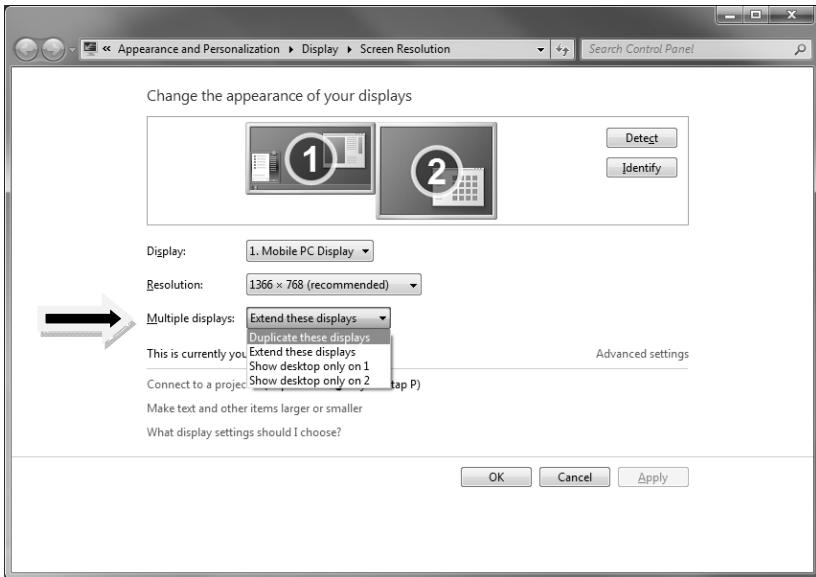 « Appearance and Personalization Display Screen Resolution Search Control Panel
Change the appearance of your displays
1 2
Detect
Identify
Display: 1. Mobile PC Display
Resolution: 1366 × 768 (recommended)
Multiple displays: Extend these displays
Duplicate these displays
Extend these displays
Show desktop only on 1
Show desktop only on 2
This is currently Advanced settings
Connect to a tap P)
Make text and other items larger or smaller
What display settings should I choose?
OK Cancel Apply